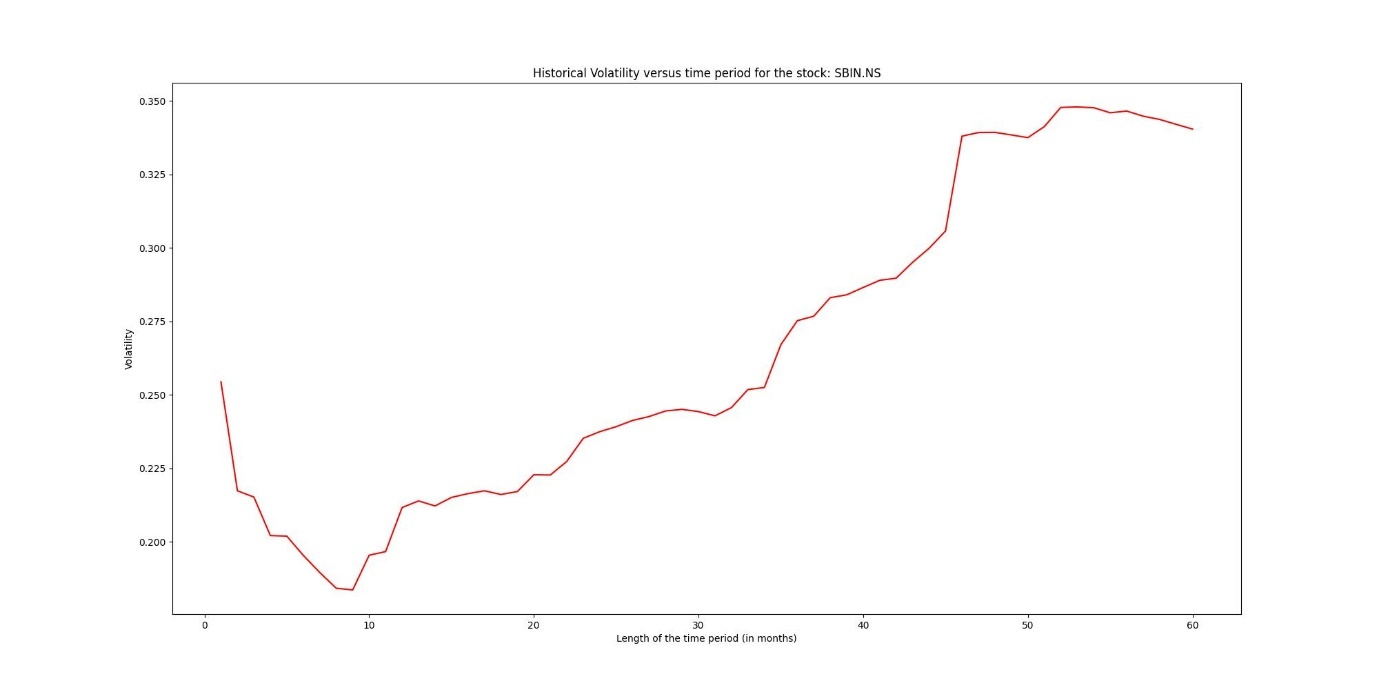 Historical Volatility versus time period for the stock: SBIN.NS
0.350
0.325
0.300
0.275
0.250
0.225
0.200
Volatility
0 10 20 30 40 50 60
Length of the time period (in months)